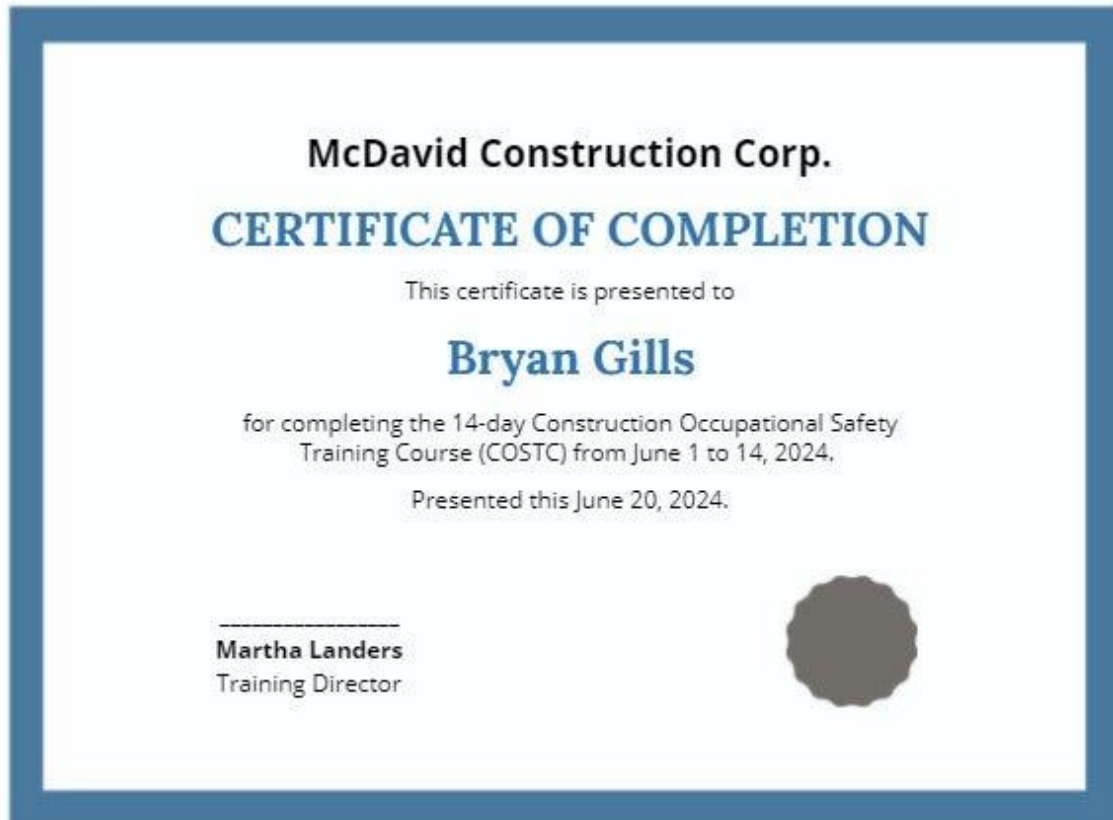 McDavid Construction Corp.
CERTIFICATE OF COMPLETION
This certificate is presented to
Bryan Gills
for completing the 14-day Construction Occupational Safety
Training Course (COSTC) from June 1 to 14, 2024.
Presented this June 20, 2024.
_________________
Martha Landers
Training Director